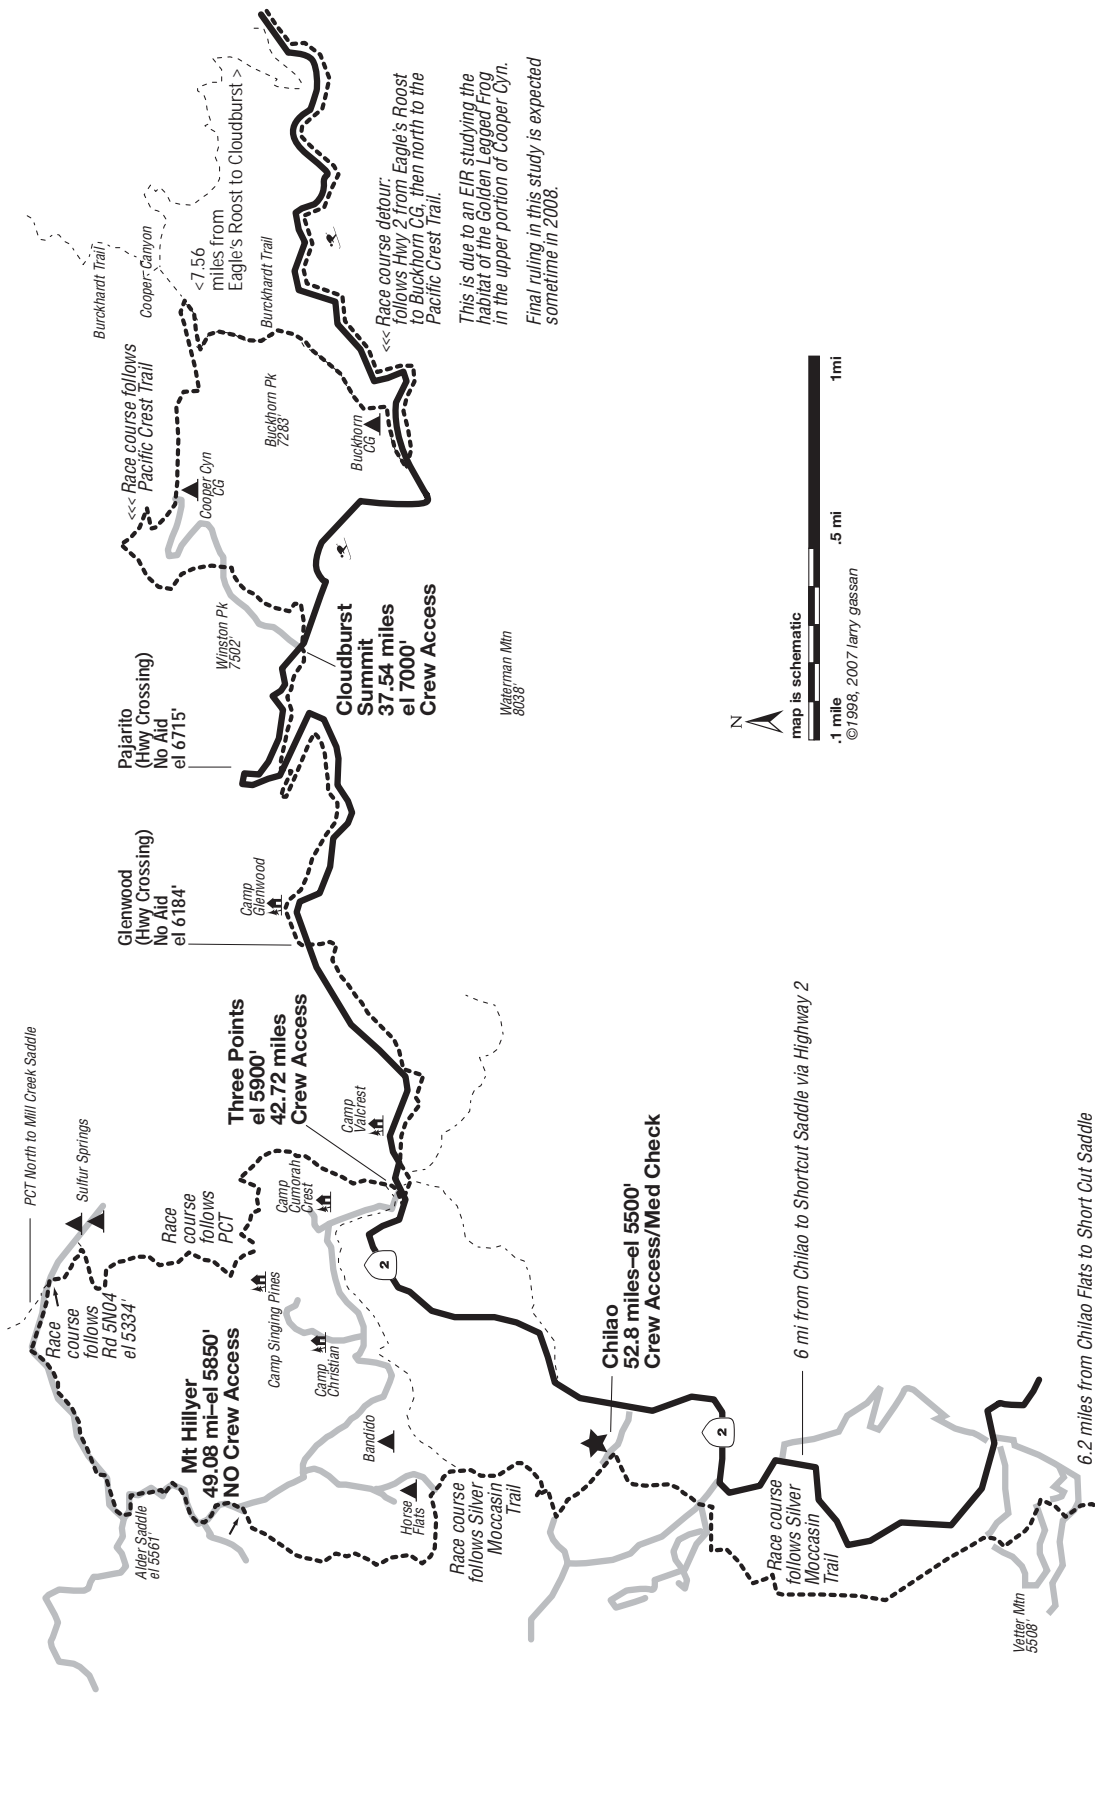 PCT North to Mill Creek Saddle
Sulfur Springs
Race
course
follows
Rd 5N04
el 5334'
Race
course
follows
PCT
Mt Hillyer
49.08 mi–el 5850'
NO Crew Access
Alder Saddle
el 5561'
Camp Singing Pines
Camp
Christian
Camp
Cumorah
Crest
Bandido
Horse
Flats
Three Points
el 5900'
42.72 miles
Crew Access
Camp
Valcrest
Glenwood
(Hwy Crossing)
No Aid
el 6184'
Camp
Glenwood
Pajarito
(Hwy Crossing)
No Aid
el 6715'
Winston Pk
7502'
Cloudburst
Summit
37.54 miles
el 7000'
Crew Access
Waterman Mtn
8038'
<<< Race course follows
Pacific Crest Trail
Cooper Cyn
CG
Buckhorn Pk
7283'
Buckhorn
CG
Burckhardt Trail
Cooper Canyon
<7.56
miles from
Eagle's Roost to Cloudburst >
Burckhardt Trail
<<< Race course detour:
follows Hwy 2 from Eagle's Roost
to Buckhorn CG, then north to the
Pacific Crest Trail.
This is due to an EIR studying the
habitat of the Golden Legged Frog
in the upper portion of Cooper Cyn.
Final ruling in this study is expected
sometime in 2008.
2
Race course
follows Silver
Moccasin
Trail
Chilao
52.8 miles–el 5500'
Crew Access/Med Check
2
Race course
follows Silver
Moccasin
Trail
6 mi from Chilao to Shortcut Saddle via Highway 2
Vetter Mtn
5508'
6.2 miles from Chilao Flats to Short Cut Saddle
N
map is schematic
.1 mile
.5 mi
1mi
©1998, 2007 larry gassan